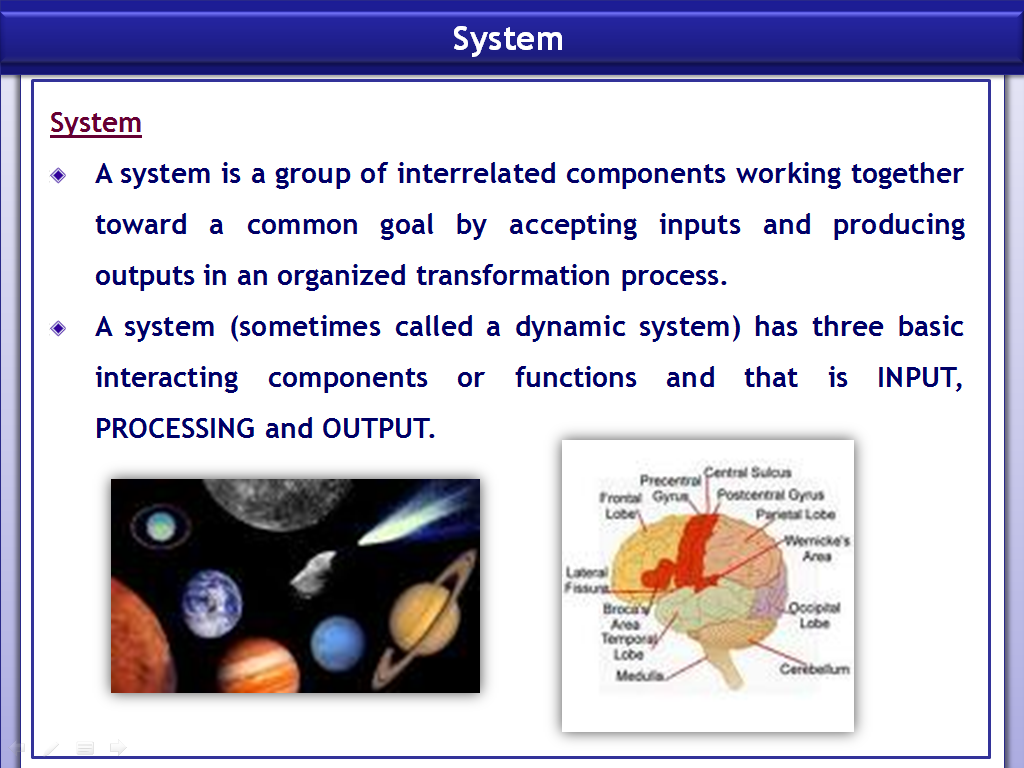 System
System
A system is a group of interrelated components working together
toward a common goal by accepting inputs and producing
outputs in an organized transformation process.
A system (sometimes called a dynamic system) has three basic
interacting components or functions and that is INPUT,
PROCESSING and OUTPUT.
Central Sulcus
Precentral
Gyrus
Postcentral Gyrus
Frontal
Lobe
Parietal Lobe
Wernicke's
Area
Lateral
Fissure
Broca's
Area
Occipital
Lobe
Temporal
Lobe
Medulla
Cerebellum